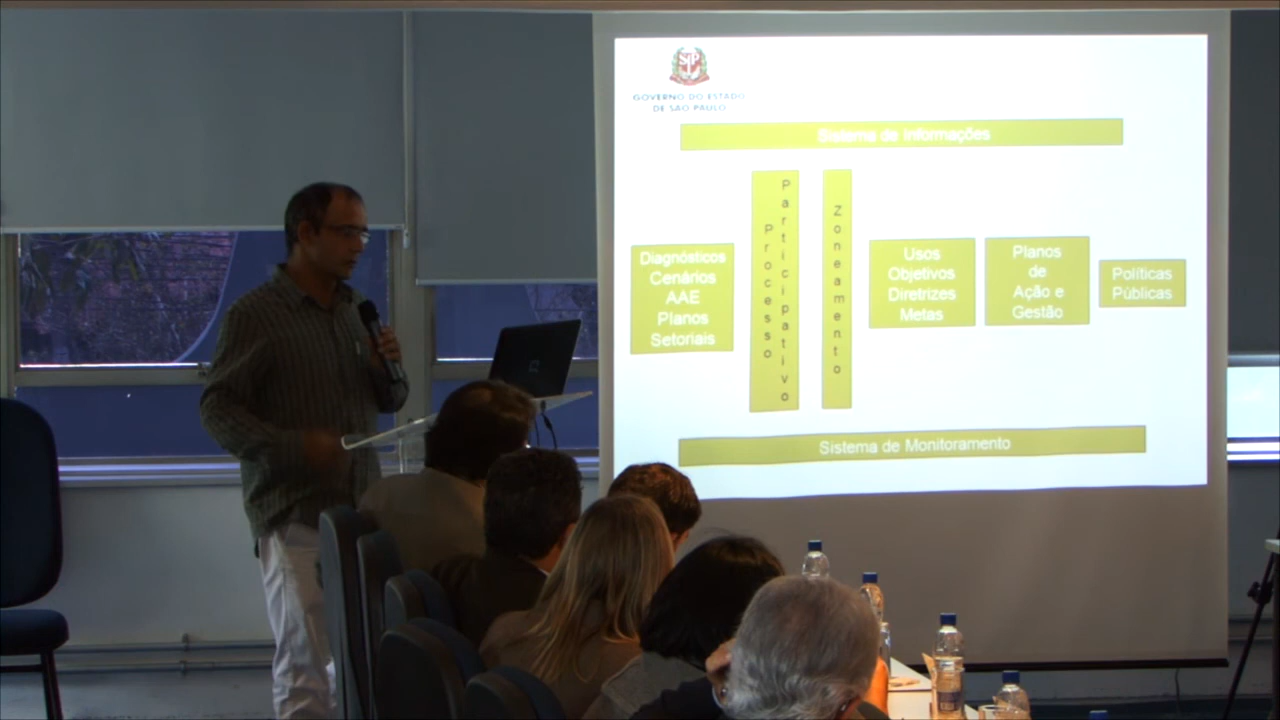 SP
GOVERNO DO ESTADO
DE SÃO PAULO
Sistema de Informações
Diagnósticos
Cenários
AAE
Planos
Setoriais
Processo
Participativo
Zoneamento
Usos
Objetivos
Diretrizes
Metas
Planos
de
Ação e
Gestão
Políticas
Públicas
Sistema de Monitoramento